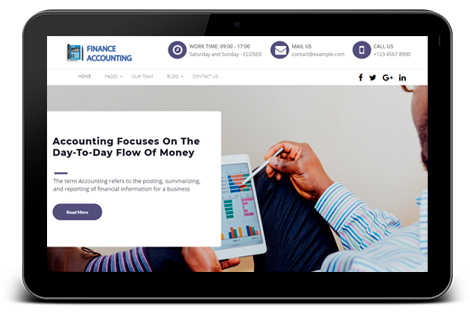 FINANCE
ACCOUNTING
WORK TIME: 09:00 - 17:00
Saturday and Sunday - CLOSED
MAIL US
contact@example.com
CALL US
+123 4567 8900
HOME PAGES OUR TEAM BLOG CONTACT US
Accounting Focuses On The
Day-To-Day Flow Of Money
The term Accounting refers to the posting, summarizing,
and reporting of financial information for a business
Read More